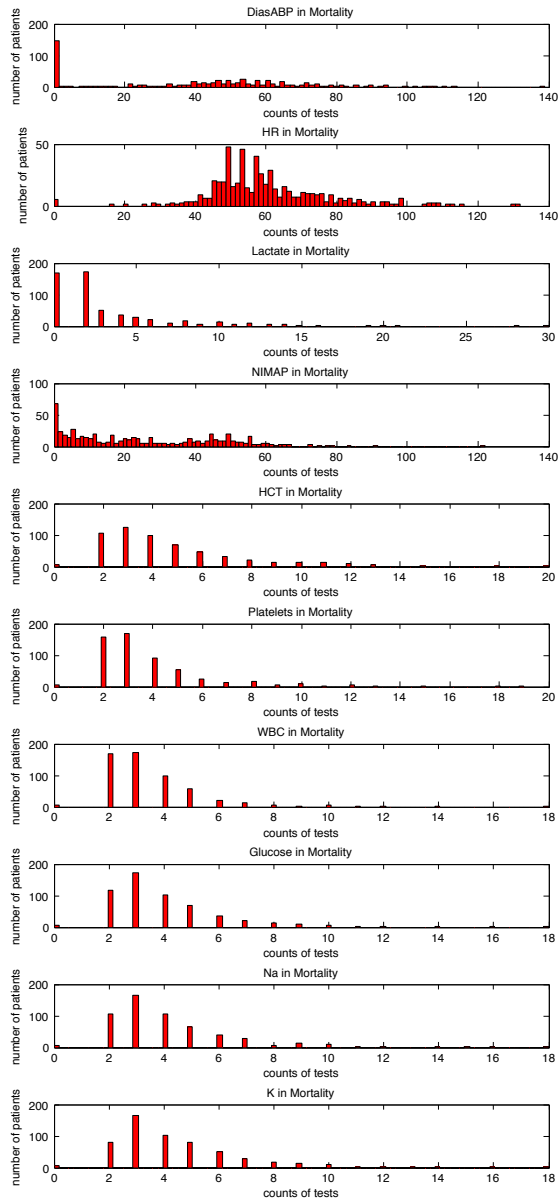 DiasABP in Mortality
number of patients
200
100
0
0 20 40 60 80 100 120 140
counts of tests
HR in Mortality
number of patients
50
0
0 20 40 60 80 100 120 140
counts of tests
Lactate in Mortality
number of patients
200
100
0
0 5 10 15 20 25 30
counts of tests
NIMAP in Mortality
number of patients
100
50
0
0 20 40 60 80 100 120 140
counts of tests
HCT in Mortality
number of patients
200
100
0
0 2 4 6 8 10 12 14 16 18 20
counts of tests
Platelets in Mortality
number of patients
200
100
0
0 2 4 6 8 10 12 14 16 18 20
counts of tests
WBC in Mortality
number of patients
200
100
0
0 2 4 6 8 10 12 14 16 18
counts of tests
Glucose in Mortality
number of patients
200
100
0
0 2 4 6 8 10 12 14 16 18
counts of tests
Na in Mortality
number of patients
200
100
0
0 2 4 6 8 10 12 14 16 18
counts of tests
K in Mortality
number of patients
200
100
0
0 2 4 6 8 10 12 14 16 18
counts of tests